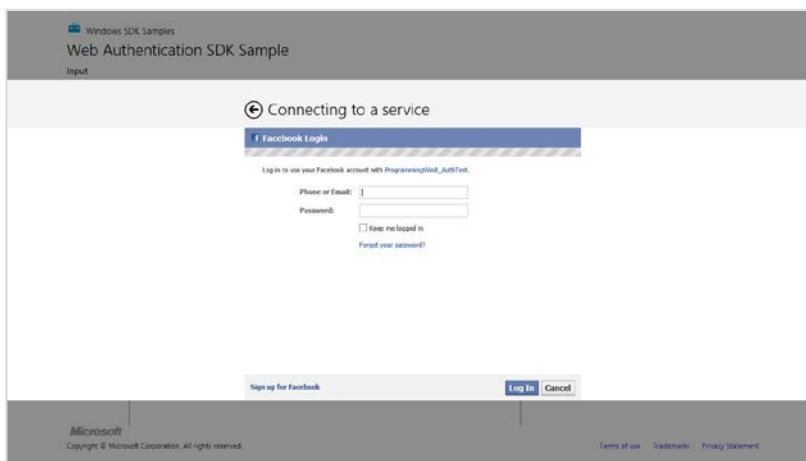 Windows SDK Samples
Web Authentication SDK Sample
Input
Connecting to a service
f Facebook Login
Log in to use your Facebook account with ProgrammingWin8_AuthTest.
Phone or Email:
Password:
Keep me logged in
Forgot your password?
Sign up for Facebook
Log In Cancel
Microsoft
Copyright © Microsoft Corporation. All rights reserved.
Terms of use Trademarks Privacy Statement